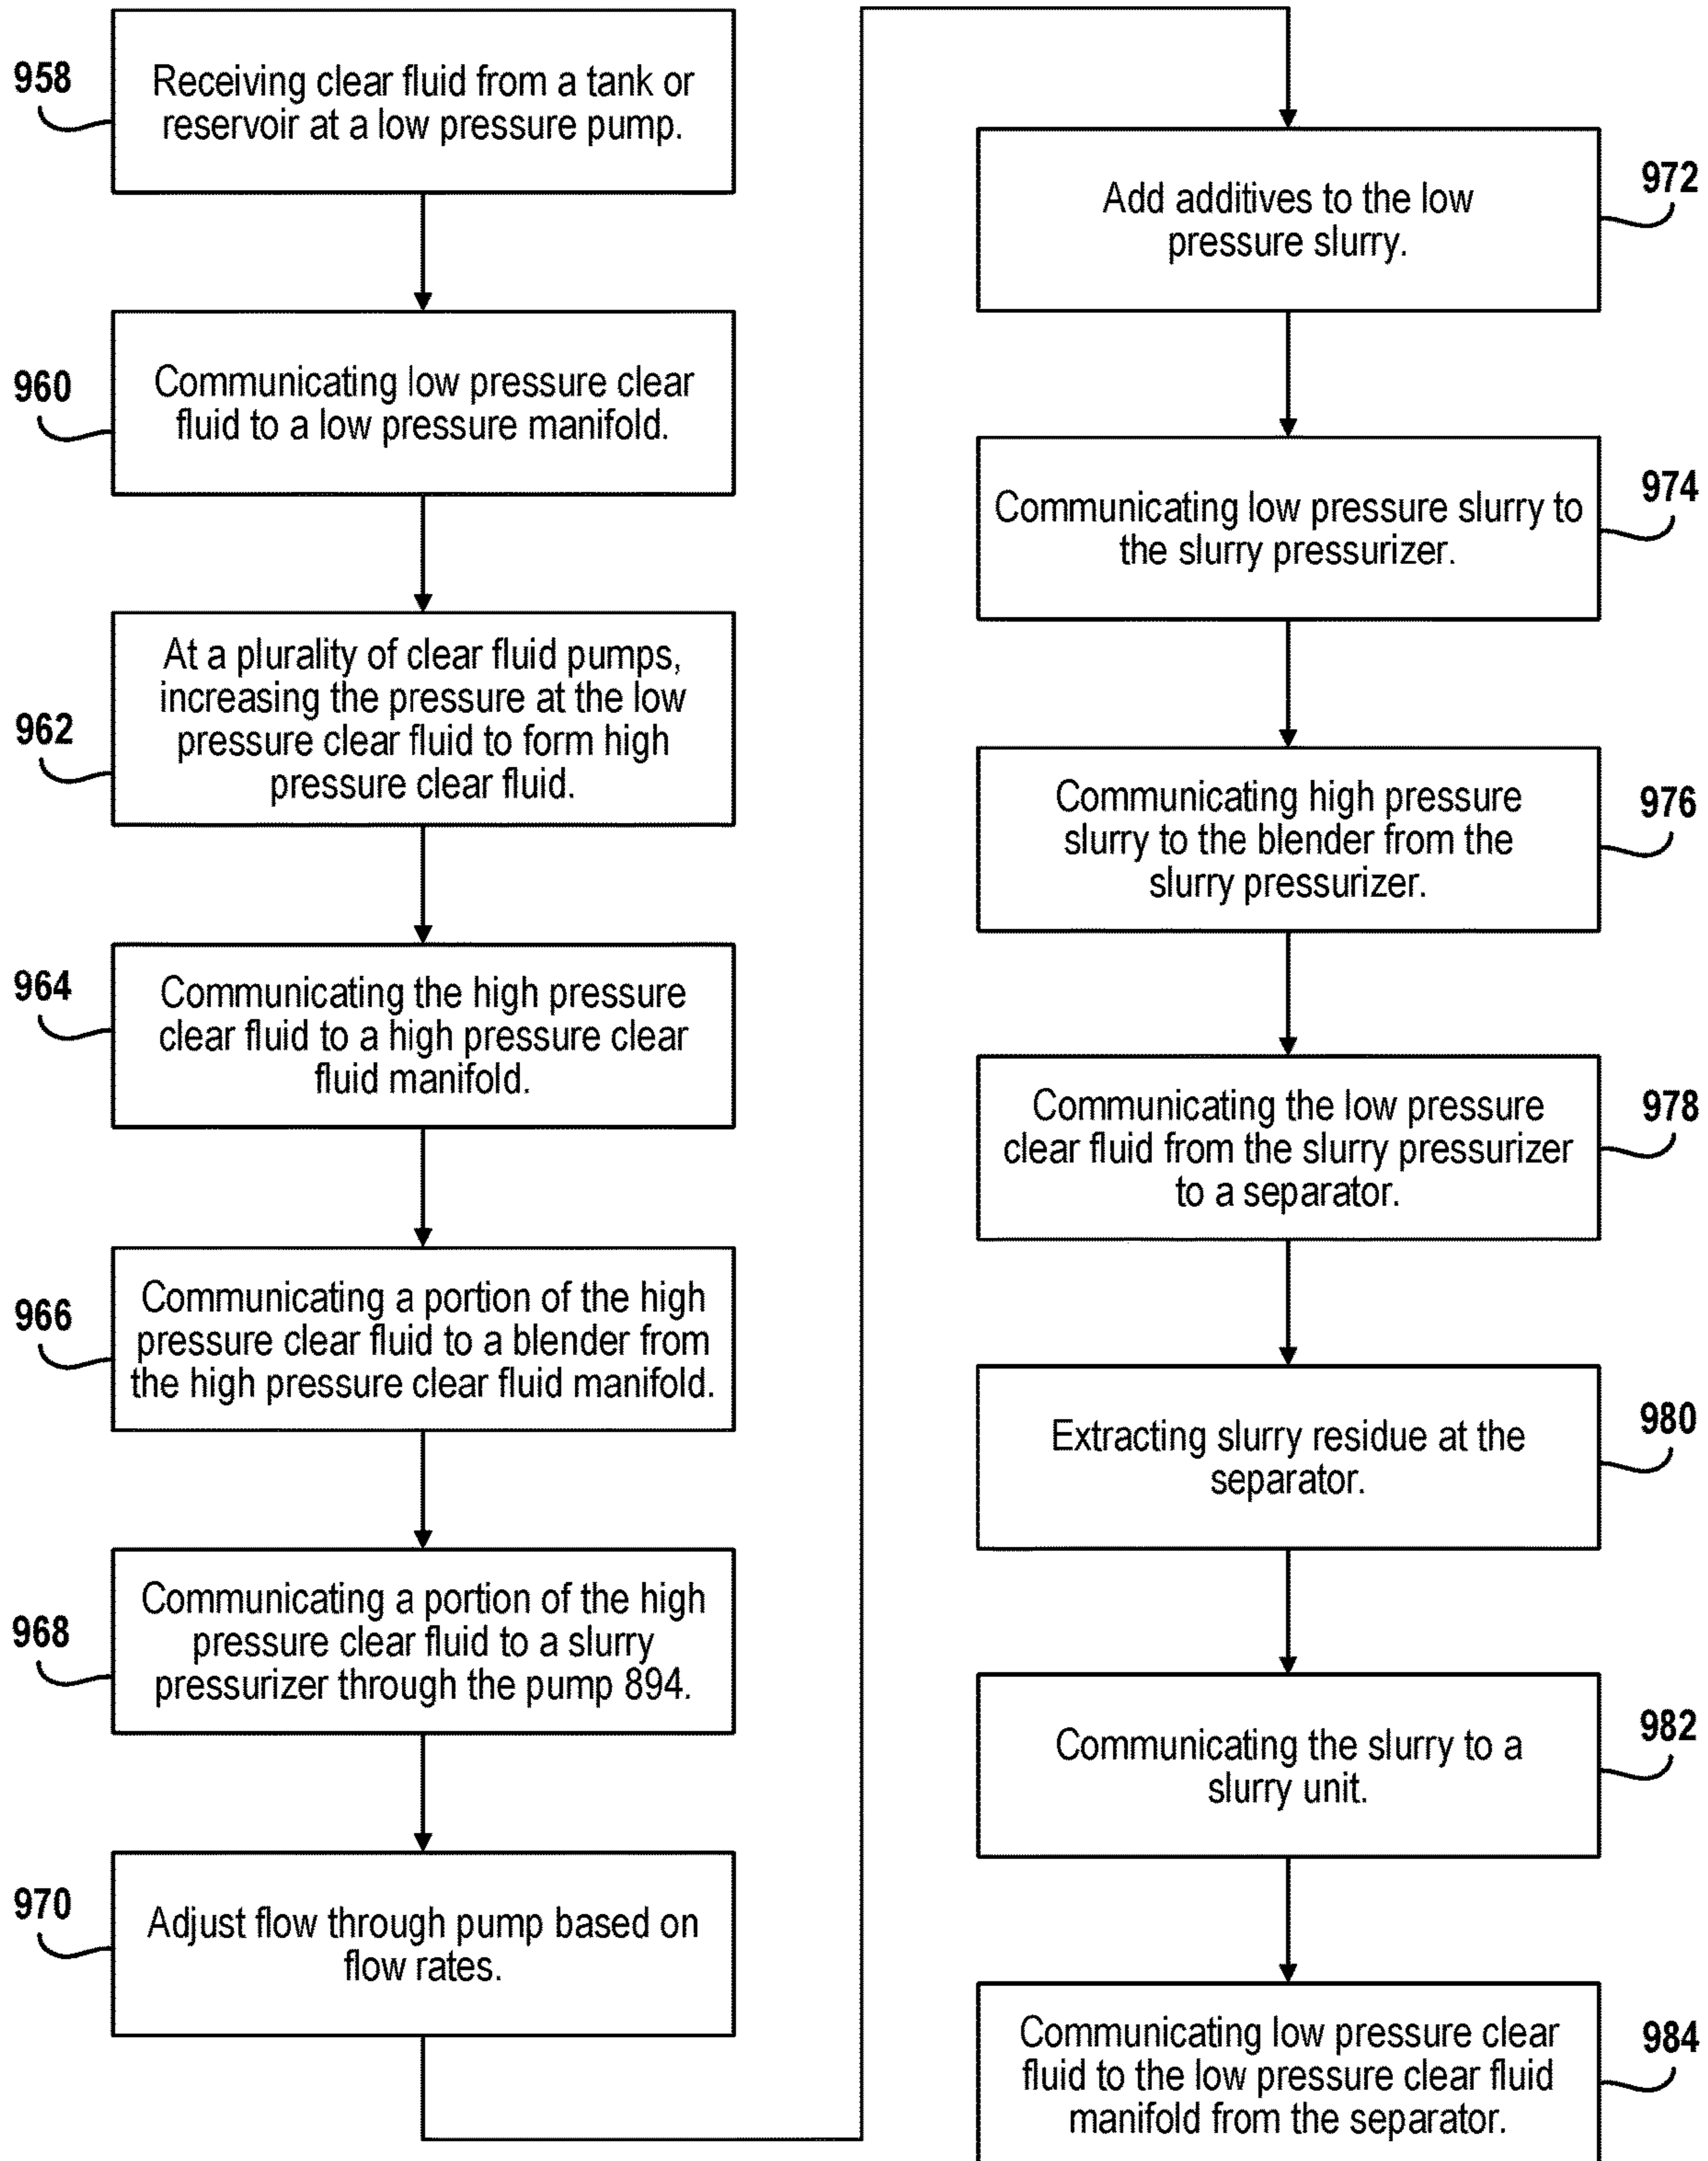 958
Receiving clear fluid from a tank or
reservoir at a low pressure pump.
960
Communicating low pressure clear
fluid to a low pressure manifold.
962
At a plurality of clear fluid pumps,
increasing the pressure at the low
pressure clear fluid to form high
pressure clear fluid.
964
Communicating the high pressure
clear fluid to a high pressure clear
fluid manifold.
966
Communicating a portion of the high
pressure clear fluid to a blender from
the high pressure clear fluid manifold.
968
Communicating a portion of the high
pressure clear fluid to a slurry
pressurizer through the pump 894.
970
Adjust flow through pump based on
flow rates.
972
Add additives to the low
pressure slurry.
974
Communicating low pressure slurry to
the slurry pressurizer.
976
Communicating high pressure
slurry to the blender from the
slurry pressurizer.
978
Communicating the low pressure
clear fluid from the slurry pressurizer
to a separator.
980
Extracting slurry residue at the
separator.
982
Communicating the slurry to a
slurry unit.
984
Communicating low pressure clear
fluid to the low pressure clear fluid
manifold from the separator.